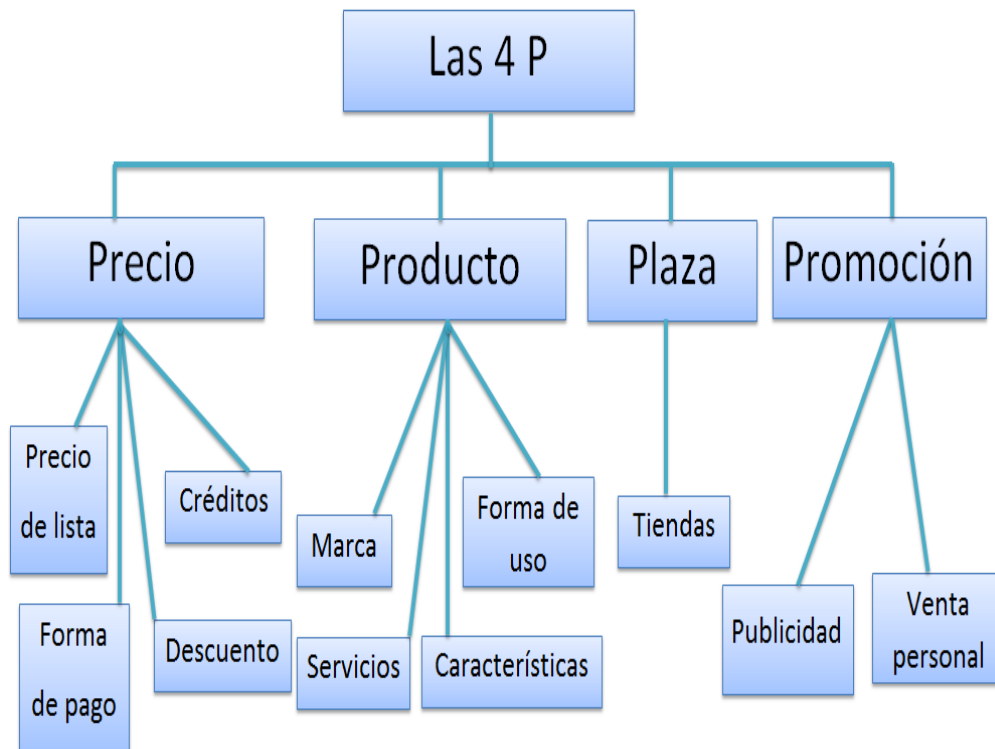 Las 4 P
Precio
Producto
Plaza
Promoción
Precio
de lista
Créditos
Forma
de pago
Descuento
Marca
Forma de
uso
Servicios
Características
Tiendas
Publicidad
Venta
personal